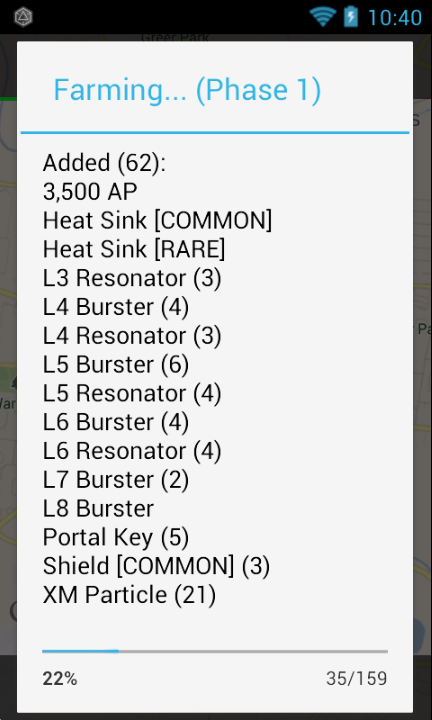 10:40
Greer Park
Farming... (Phase 1)
Added (62):
3,500 AP
Heat Sink [COMMON]
Heat Sink [RARE]
L3 Resonator (3)
L4 Burster (4)
L4 Resonator (3)
L5 Burster (6)
L5 Resonator (4)
L6 Burster (4)
L6 Resonator (4)
L7 Burster (2)
L8 Burster
Portal Key (5)
Shield [COMMON] (3)
XM Particle (21)
22%
35/159